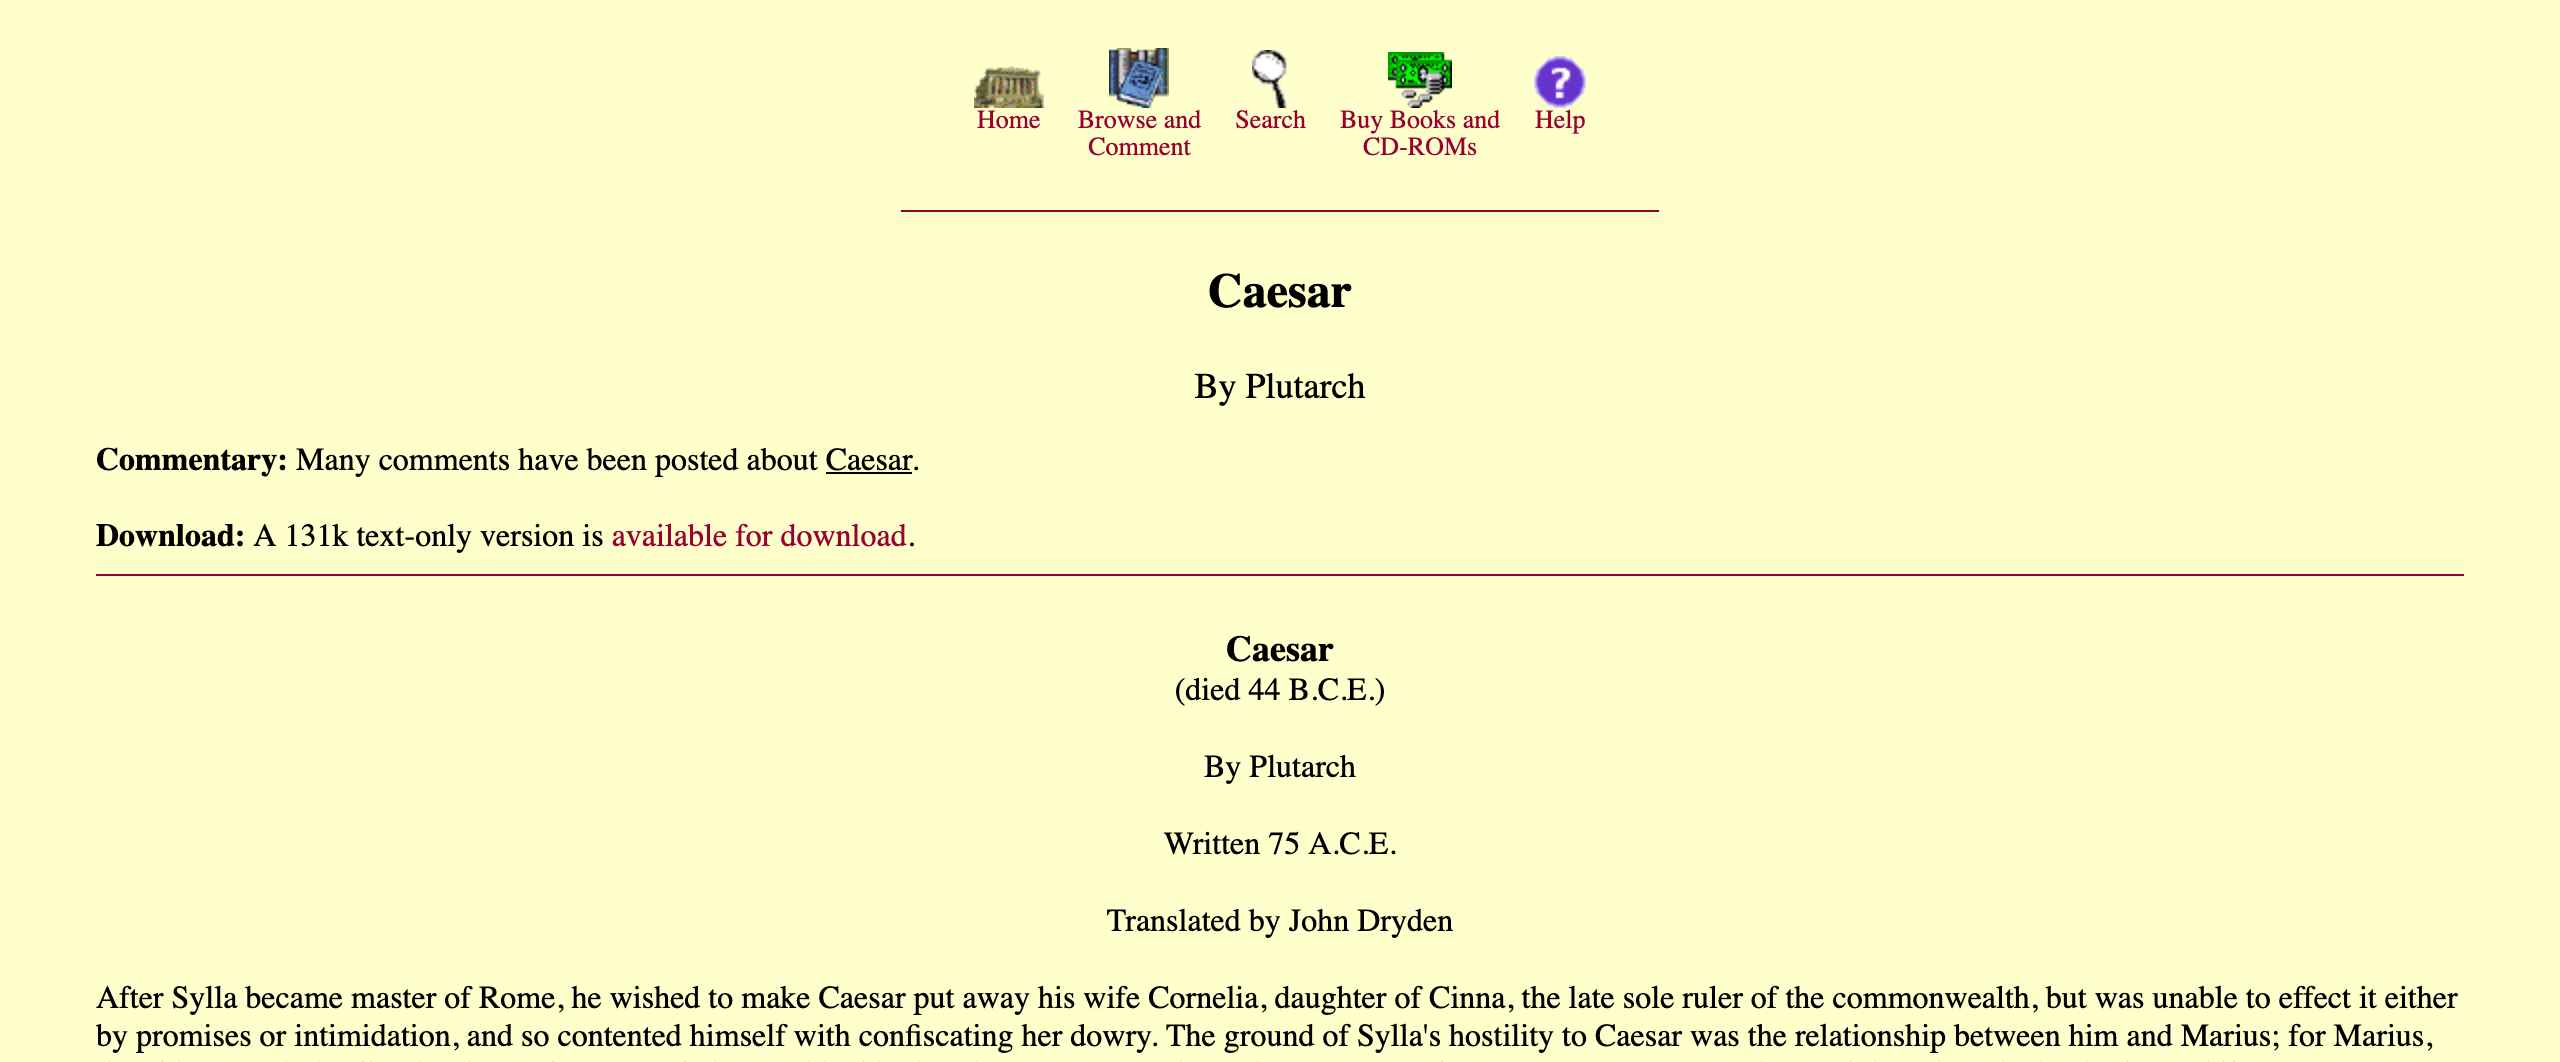 Home
Browse and
Comment
Search
Buy Books and
CD-ROMs
?
Help
Caesar
By Plutarch
Commentary: Many comments have been posted about Caesar.
Download: A 131k text-only version is available for download.
Caesar
(died 44 B.C.E.)
By Plutarch
Written 75 A.C.E.
Translated by John Dryden
After Sylla became master of Rome, he wished to make Caesar put away his wife Cornelia, daughter of Cinna, the late sole ruler of the commonwealth, but was unable to effect it either
by promises or intimidation, and so contented himself with confiscating her dowry. The ground of Sylla's hostility to Caesar was the relationship between him and Marius; for Marius,